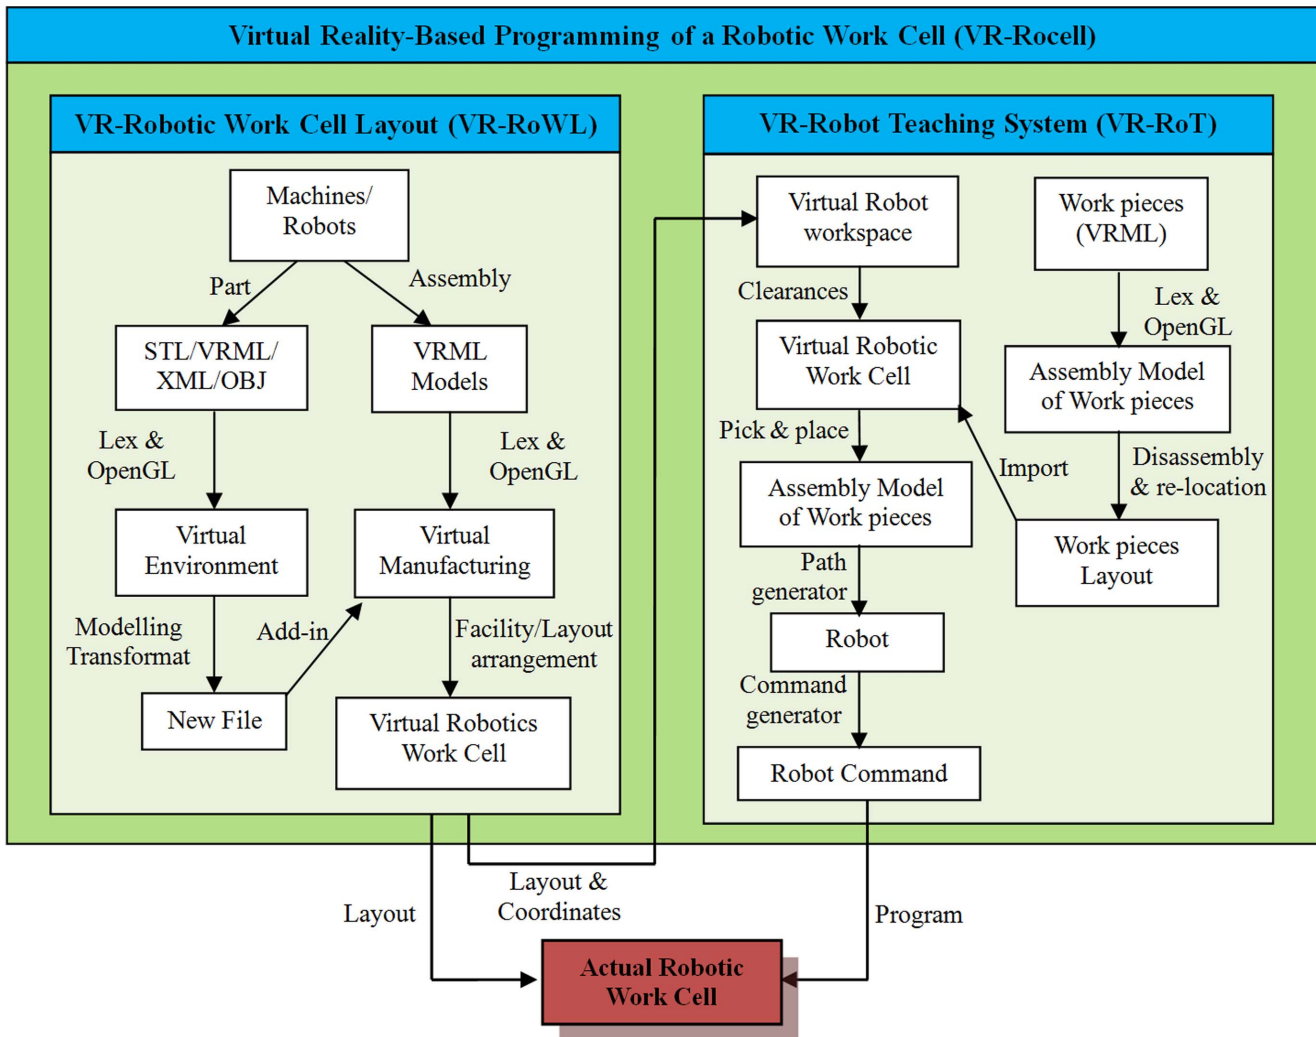 Virtual Reality-Based Programming of a Robotic Work Cell (VR-Rocell)
VR-Robotic Work Cell Layout (VR-RoWL)
Machines/
Robots
Part
Assembly
STL/VRML/
XML/OBJ
VRML
Models
Lex &
OpenGL
Lex &
OpenGL
Virtual
Environment
Virtual
Manufacturing
Modelling
Transformat
Add-in
Facility/Layout
arrangement
New File
Virtual Robotics
Work Cell
VR-Robot Teaching System (VR-RoT)
Virtual Robot
workspace
Work pieces
(VRML)
Clearances
Lex &
OpenGL
Virtual Robotic
Work Cell
Assembly Model
of Work pieces
Pick & place
Import
Disassembly
& re-location
Assembly Model
of Work pieces
Work pieces
Layout
Path
generator
Robot
Command
generator
Robot Command
Layout
Layout &
Coordinates
Program
Actual Robotic
Work Cell